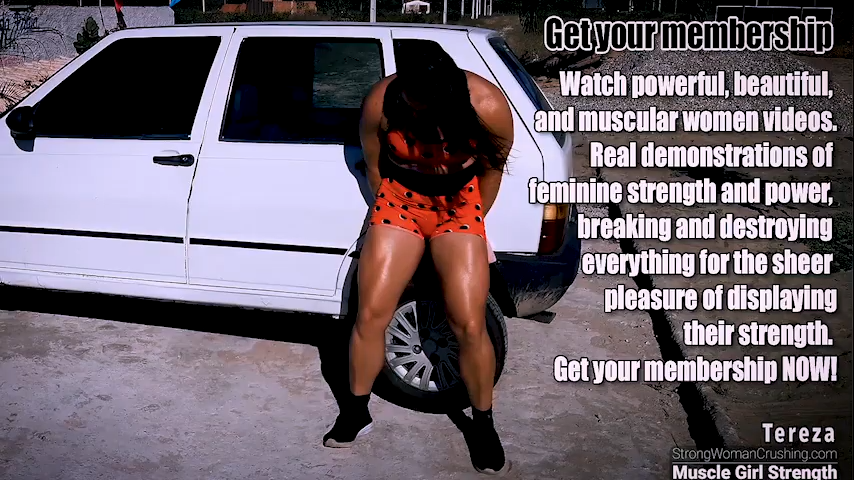 Get your membership
Watch powerful, beautiful,
and muscular women videos.
Real demonstrations of
feminine strength and power,
breaking and destroying
everything for the sheer
pleasure of displaying
their strength.
Get your membership NOW!
Tereza
StrongWomanCrushing.com
Muscle Girl Strength